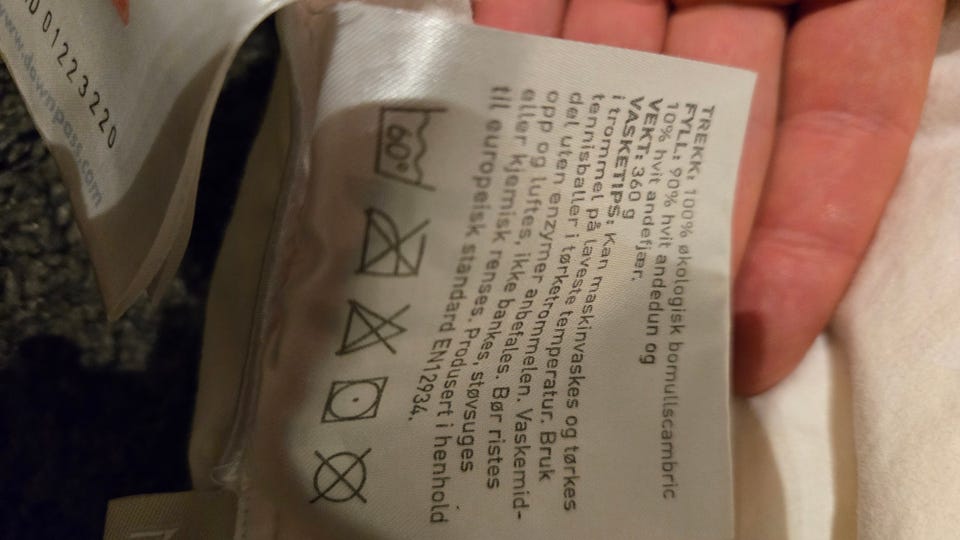 TREKK: 100% økologisk bomullscambric
FYLL: 90% hvit andedun og
10% hvit andefjær.
VEKT: 360 g
VASKETIPS: Kan maskinvaskes og tørkes
i trommel på laveste temperatur. Bruk
tennisballer i tørketrommelen. Vaskemid-
del uten enzymer anbefales. Bør ristes
opp og luftes, ikke bankes, støvsuges
eller kjemisk renses. Produsert i henhold
til europeisk standard EN12934.
60°
01223220
www.downpass.com